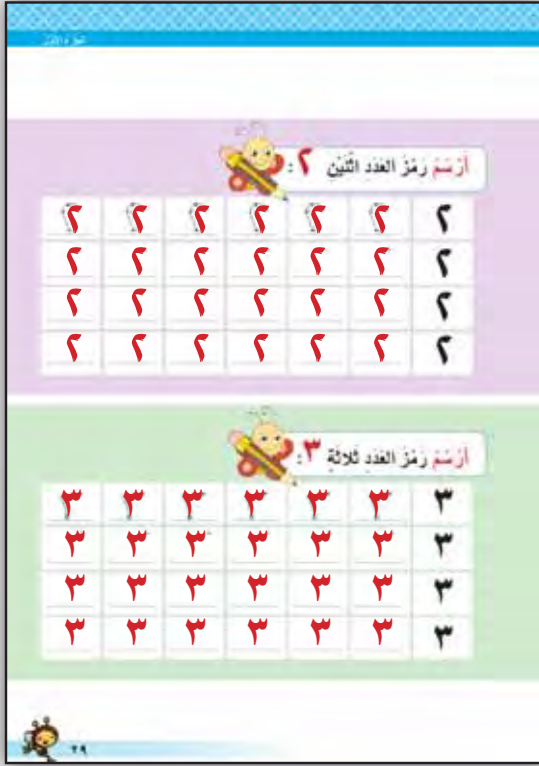 أَرْسُمُ رَمْزَ العَدَدِ اثْنَيْنِ ٢ :
٢ ٢ ٢ ٢ ٢ ٢ ٢
٢ ٢ ٢ ٢ ٢ ٢ ٢
٢ ٢ ٢ ٢ ٢ ٢ ٢
٢ ٢ ٢ ٢ ٢ ٢ ٢
أَرْسُمُ رَمْزَ العَدَدِ ثَلاثَةِ ٣ :
٣ ٣ ٣ ٣ ٣ ٣ ٣
٣ ٣ ٣ ٣ ٣ ٣ ٣
٣ ٣ ٣ ٣ ٣ ٣ ٣
٣ ٣ ٣ ٣ ٣ ٣ ٣
٢٩